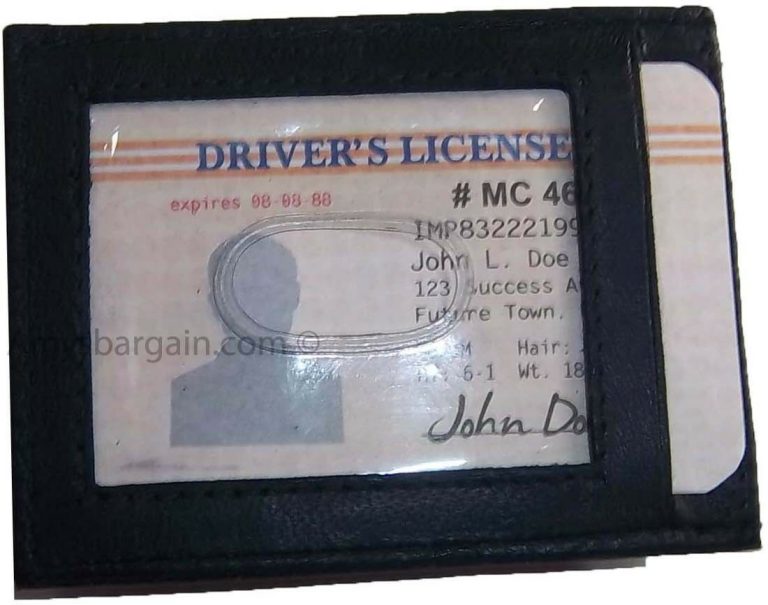 DRIVER'S LICENSE
expires 08-08-88
# MC 46
IMP83222199
John L. Doe
123 Success A
Future Town,
M Hair:
6-1 Wt. 18
John Do
bargain.com ©